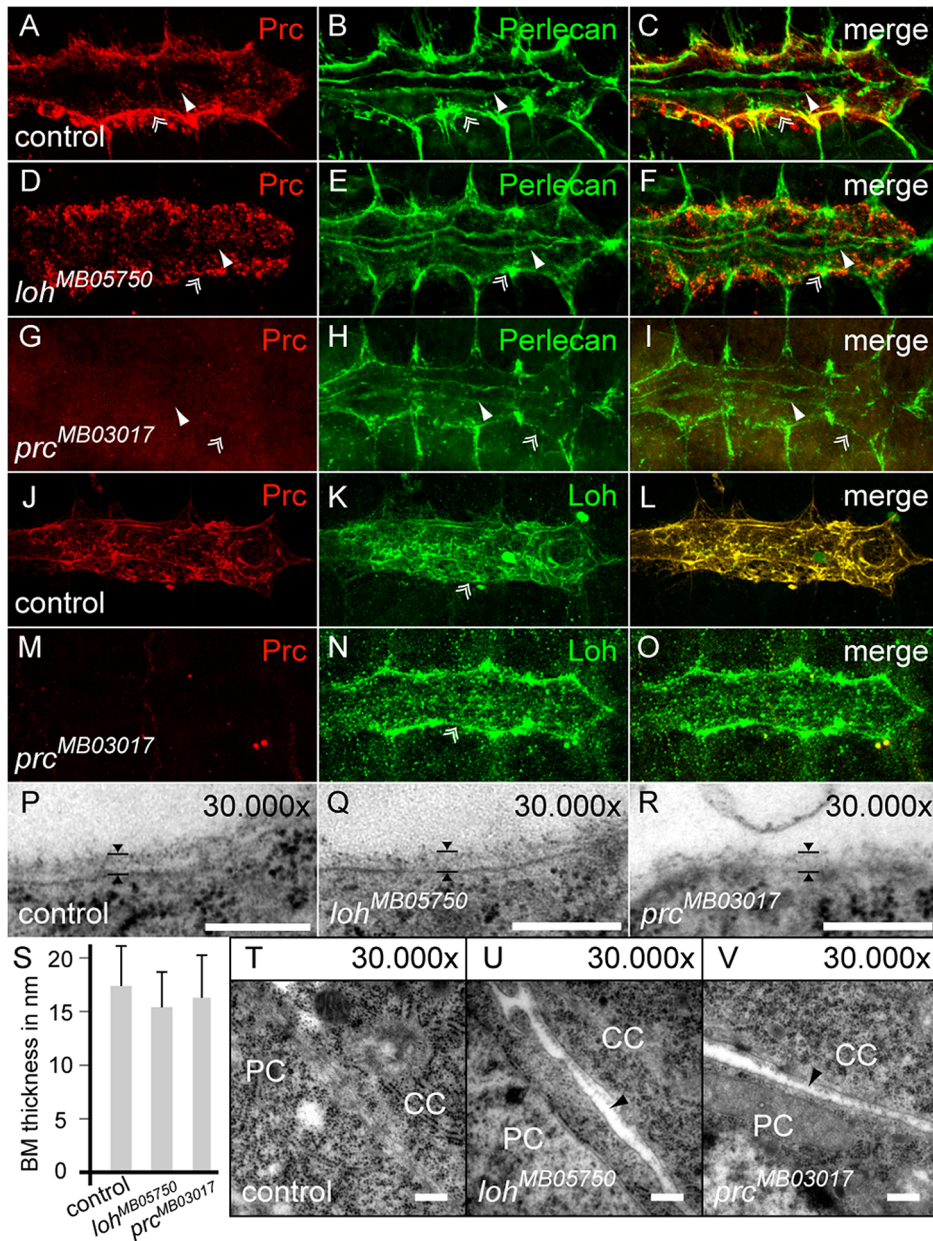 A Prc
control
B Perlecan
C merge
D Prc
loh^MB05750
E Perlecan
F merge
G Prc
prc^MB03017
H Perlecan
I merge
J Prc
control
K Loh
L merge
M Prc
prc^MB03017
N Loh
O merge
P 30.000x
control
Q 30.000x
loh^MB05750
R 30.000x
prc^MB03017
S
BM thickness in nm
20
15
10
5
0
control
loh^MB05750
prc^MB03017
T 30.000x
PC
CC
control
U 30.000x
CC
PC
loh^MB05750
V 30.000x
CC
PC
prc^MB03017